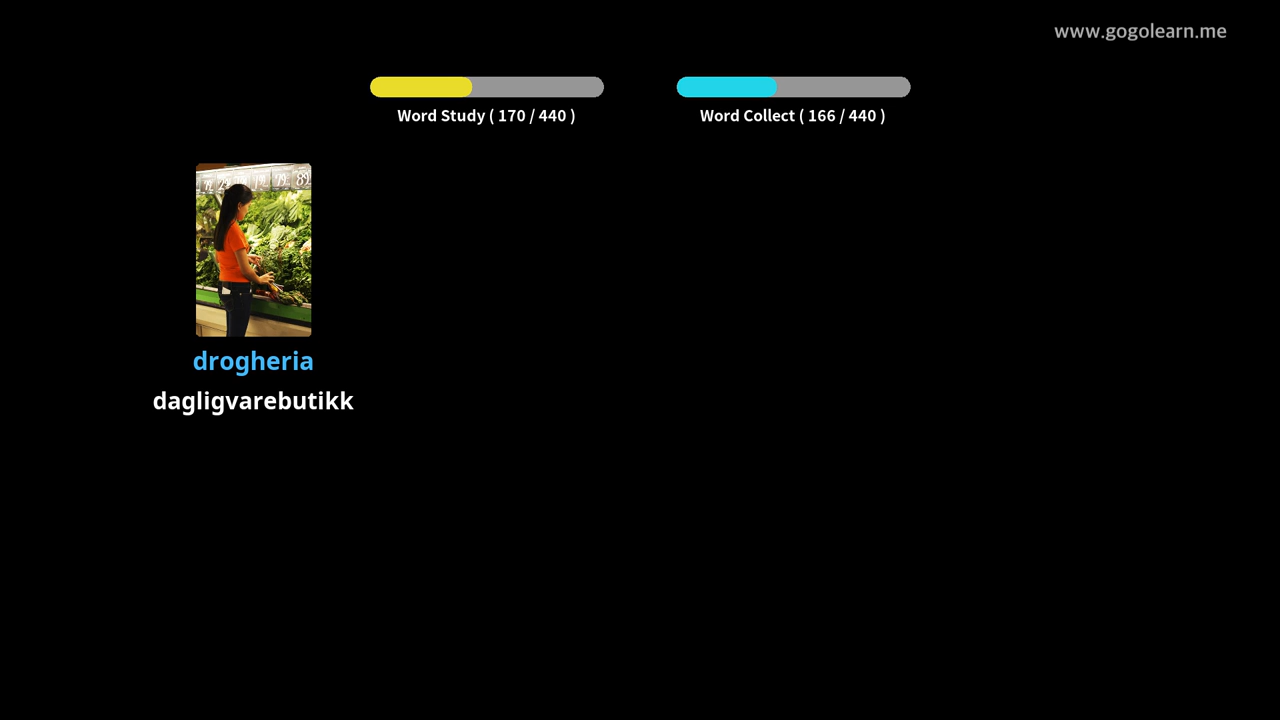 www.gogolearn.me
Word Study ( 170 / 440 )
Word Collect ( 166 / 440 )
drogheria
dagligvarebutikk